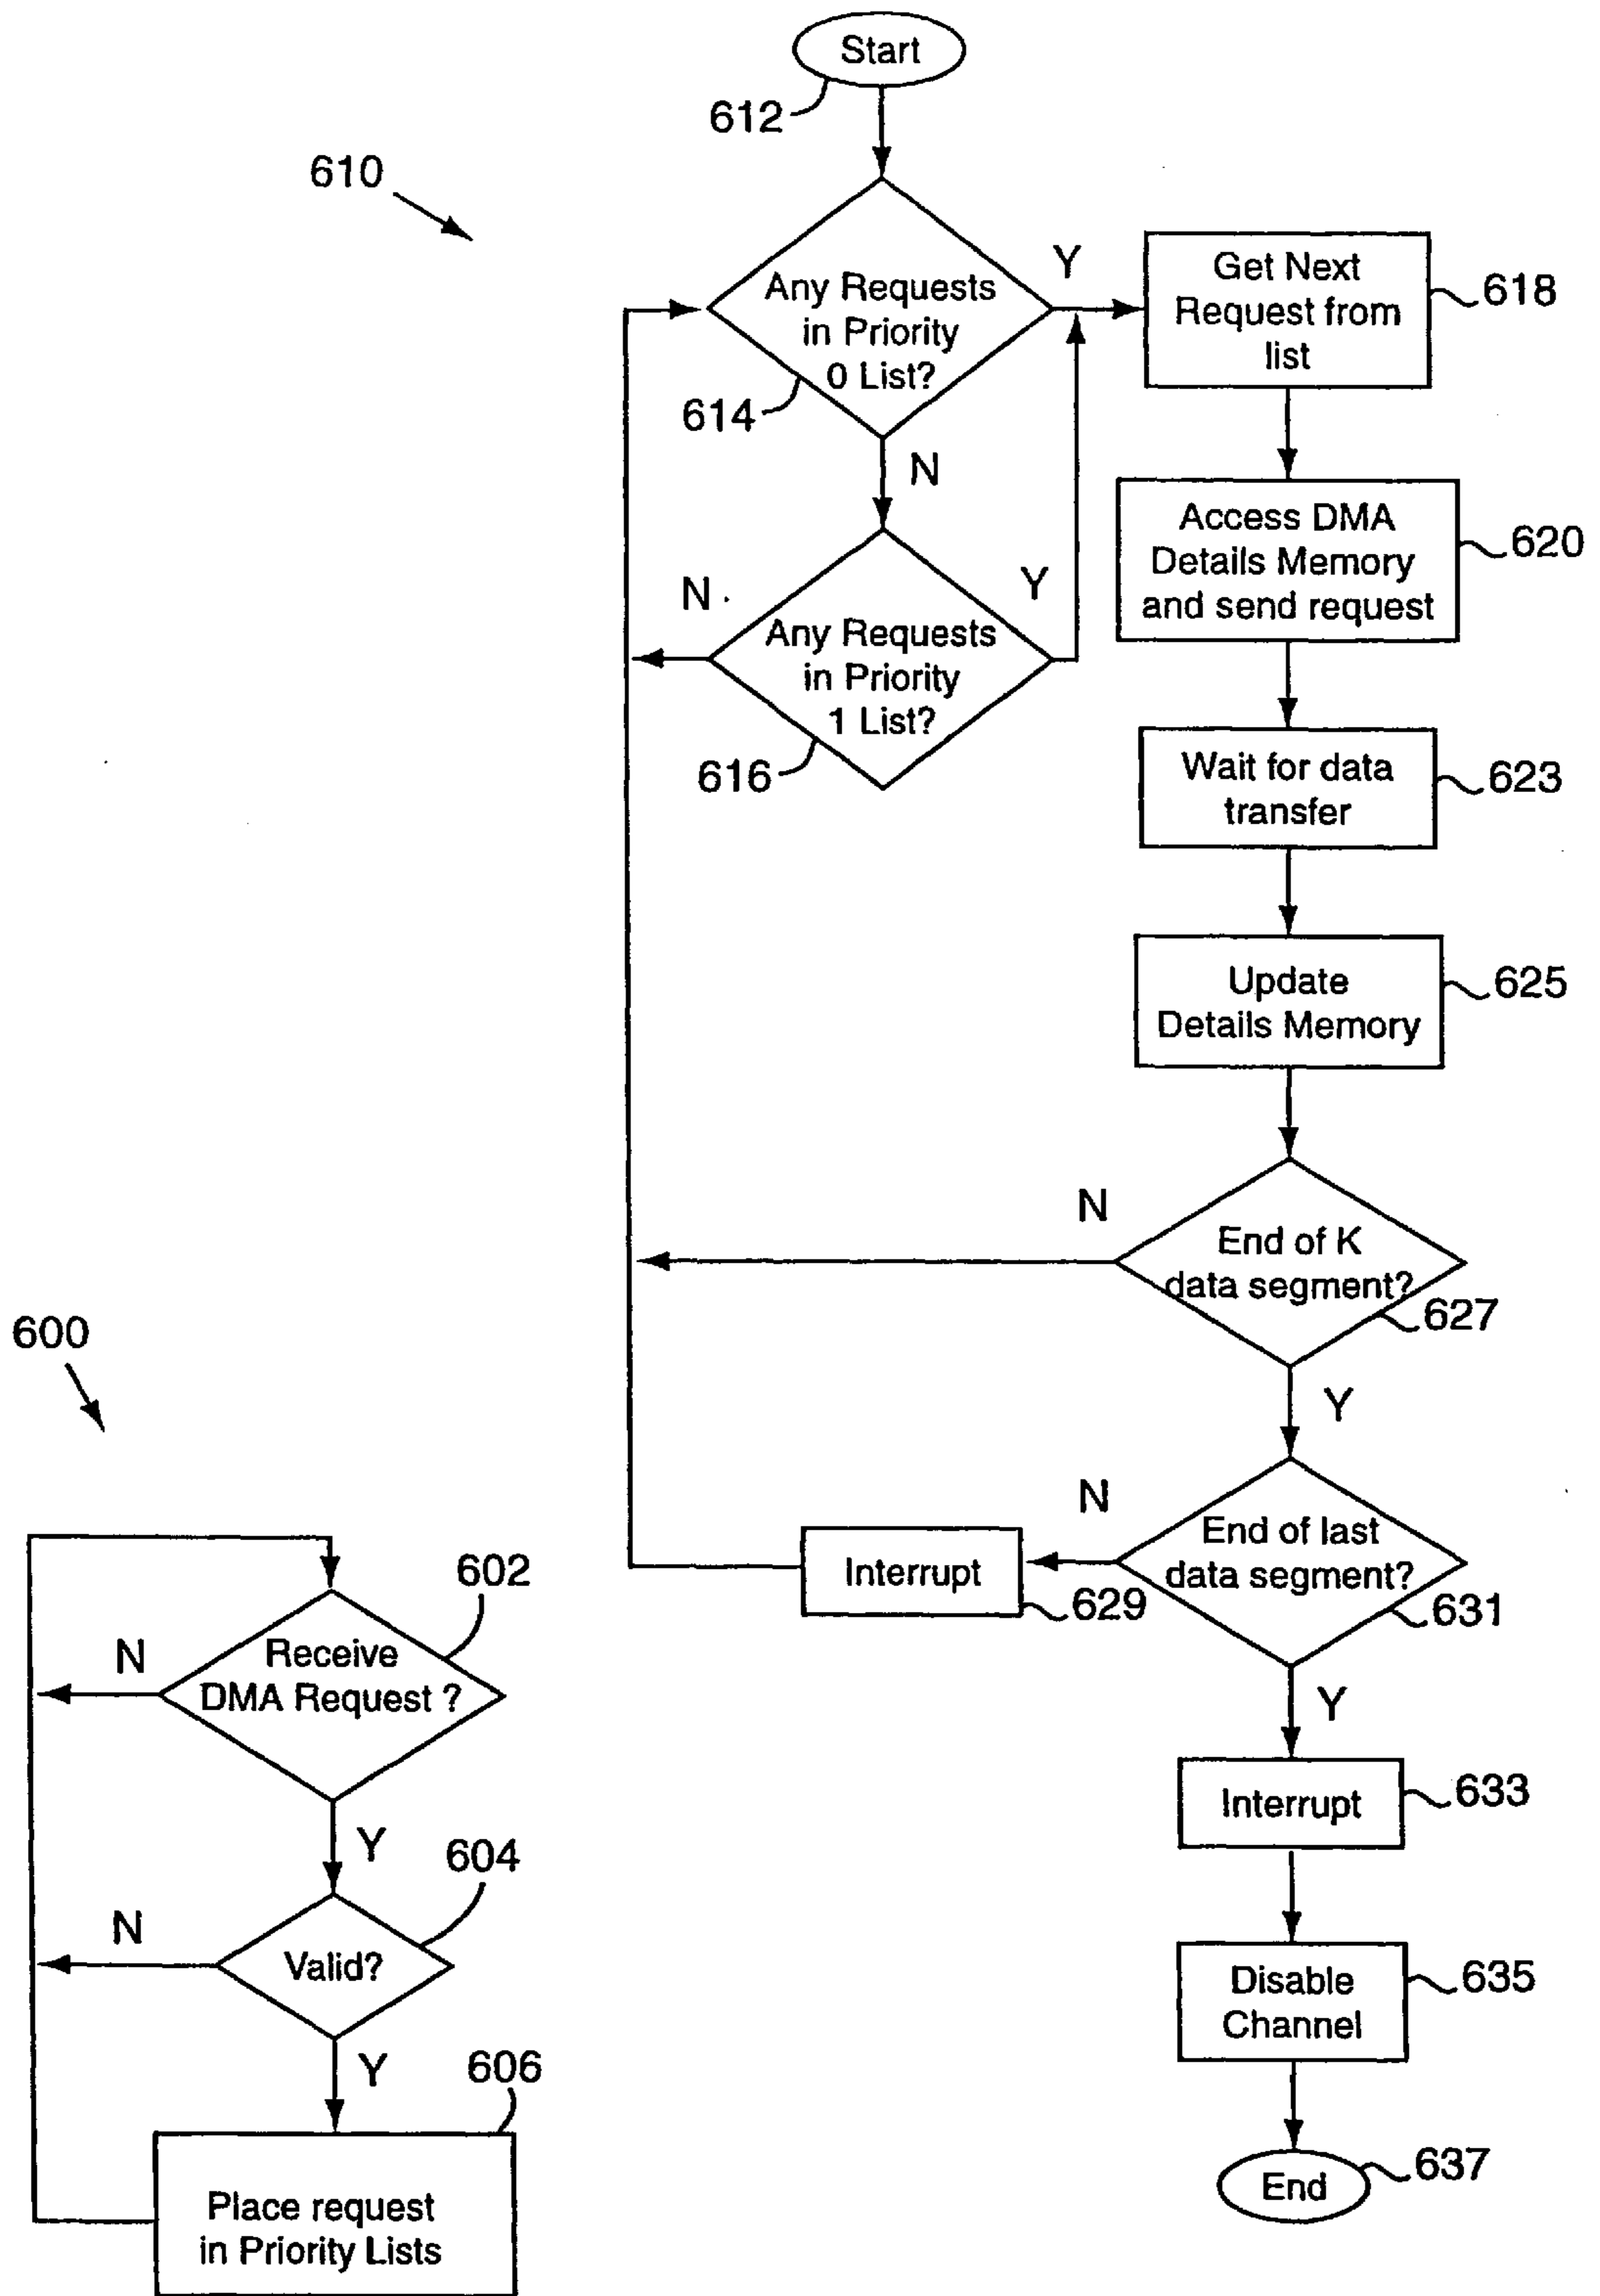 Start
612
610
Any Requests
in Priority
0 List?
614
Y
Get Next
Request from
list
618
N
Access DMA
Details Memory
and send request
620
N
Y
Any Requests
in Priority
1 List?
616
Wait for data
transfer
623
Update
Details Memory
625
N
End of K
data segment?
627
Y
N
End of last
data segment?
631
Interrupt
629
Y
Interrupt
633
Disable
Channel
635
End
637
600
602
Receive
DMA Request ?
N
Y
604
N
Valid?
Y
606
Place request
in Priority Lists